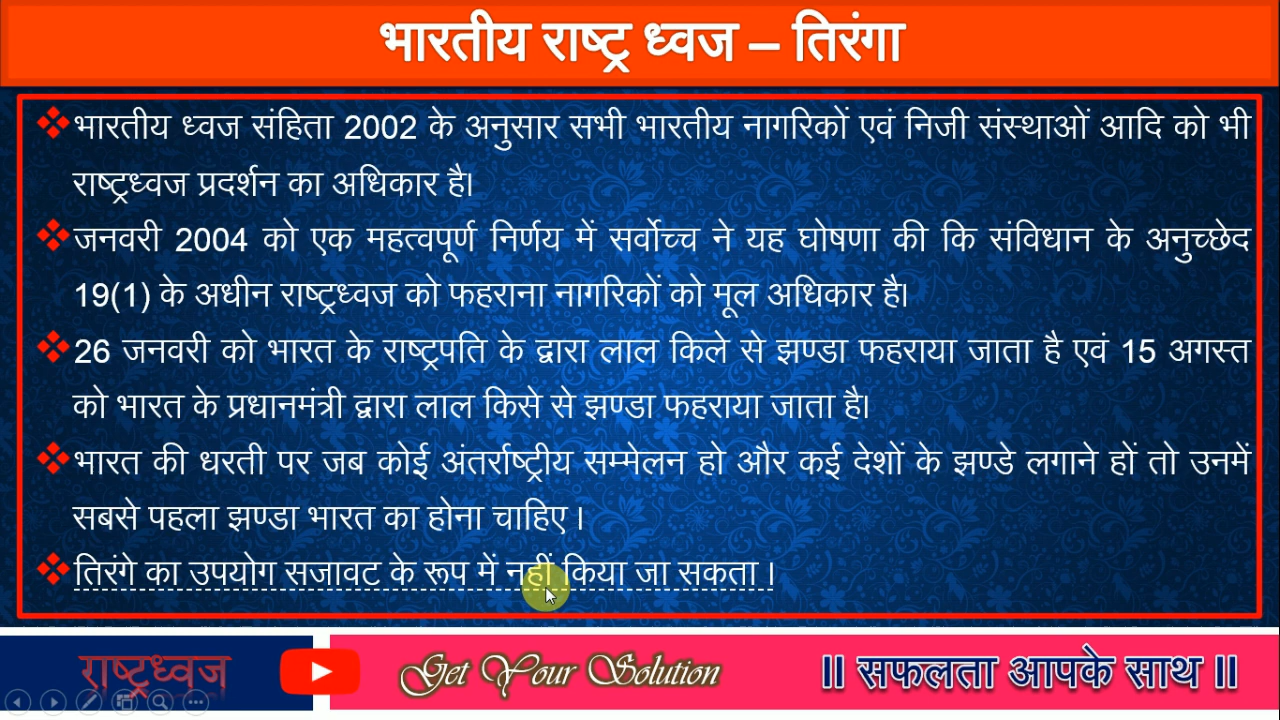 भारतीय राष्ट्र ध्वज – तिरंगा
❖भारतीय ध्वज संहिता 2002 के अनुसार सभी भारतीय नागरिकों एवं निजी संस्थाओं आदि को भी
राष्ट्रध्वज प्रदर्शन का अधिकार है।
❖जनवरी 2004 को एक महत्वपूर्ण निर्णय में सर्वोच्च ने यह घोषणा की कि संविधान के अनुच्छेद
19(1) के अधीन राष्ट्रध्वज को फहराना नागरिकों को मूल अधिकार है।
❖26 जनवरी को भारत के राष्ट्रपति के द्वारा लाल किले से झण्डा फहराया जाता है एवं 15 अगस्त
को भारत के प्रधानमंत्री द्वारा लाल किसे से झण्डा फहराया जाता है।
❖भारत की धरती पर जब कोई अंतर्राष्ट्रीय सम्मेलन हो और कई देशों के झण्डे लगाने हों तो उनमें
सबसे पहला झण्डा भारत का होना चाहिए ।
❖तिरंगे का उपयोग सजावट के रूप में नहीं किया जा सकता ।
राष्ट्रध्वज
Get Your Solution
॥ सफलता आपके साथ ॥